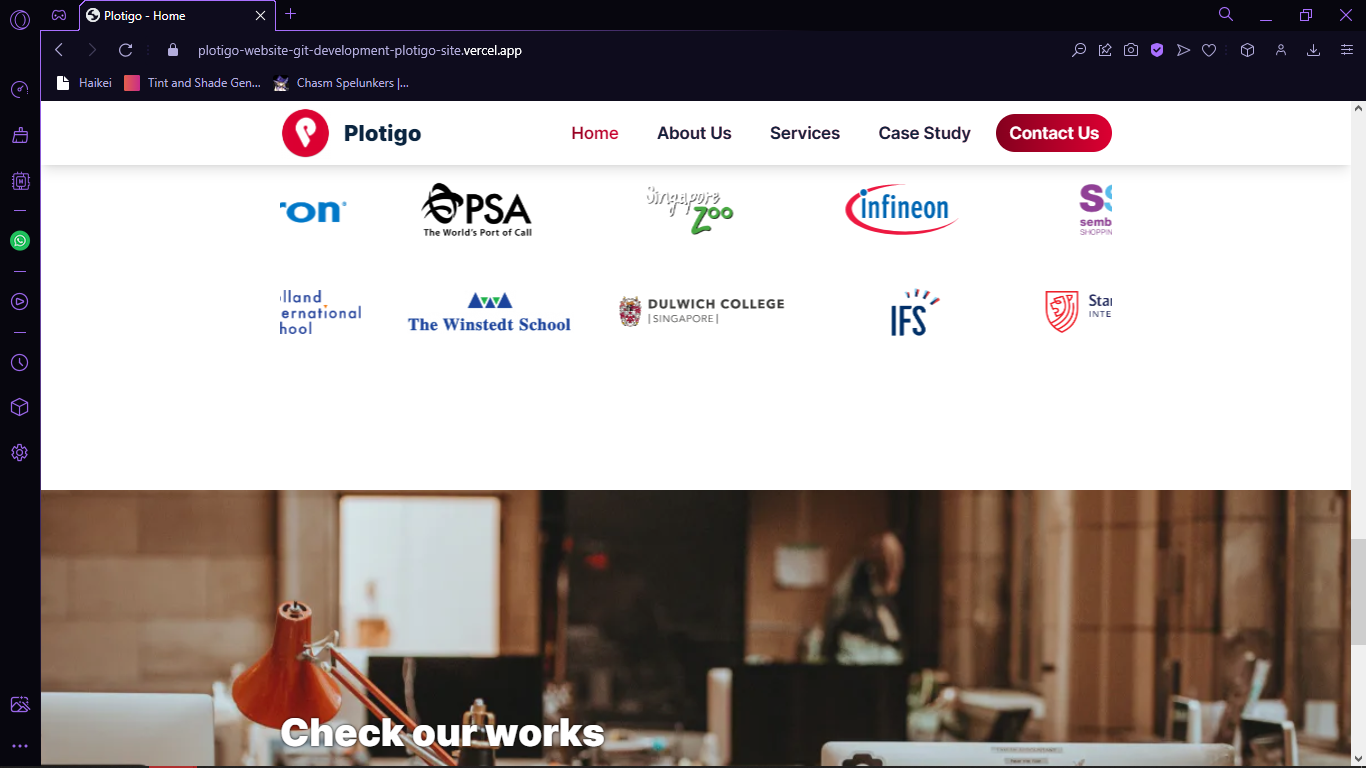 Plotigo - Home
plotigo-website-git-development-plotigo-site.vercel.app
Haikei
Tint and Shade Gen...
Chasm Spelunkers |...
Plotigo
Home
About Us
Services
Case Study
Contact Us
ron
PSA
The World's Port of Call
Singapore
Zoo
infineon
S
semb
SHOPPIN
lland
ernational
hool
The Winstedt School
DULWICH COLLEGE
| SINGAPORE |
IFS
Sta
INTE
Check our works